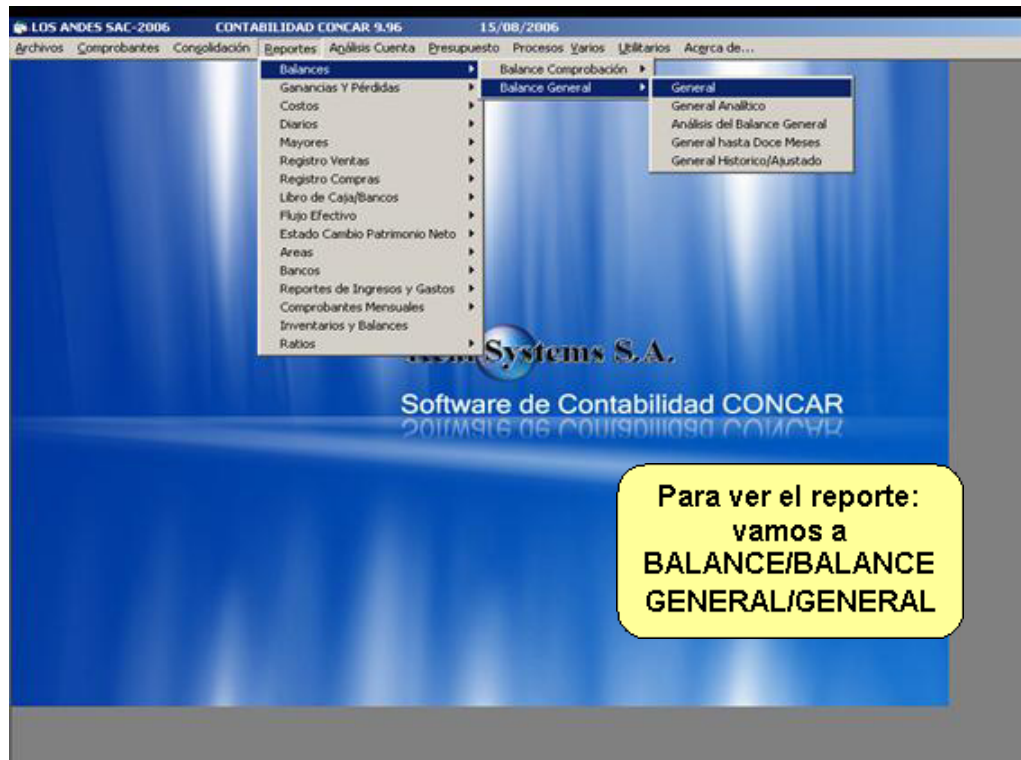 LOS ANDES SAC-2006 CONTABILIDAD CONCAR 9.96 15/08/2006
Archivos Comprobantes Consolidación Reportes Análisis Cuenta Presupuesto Procesos Varios Utilitarios Acerca de...
Balances
Ganancias Y Pérdidas
Costos
Diarios
Mayores
Registro Ventas
Registro Compras
Libro de Caja/Bancos
Flujo Efectivo
Estado Cambio Patrimonio Neto
Areas
Bancos
Reportes de Ingresos y Gastos
Comprobantes Mensuales
Inventarios y Balances
Ratios
Balance Comprobación
Balance General
General
General Analítico
Análisis del Balance General
General hasta Doce Meses
General Historico/Ajustado
Systems S.A.
Software de Contabilidad CONCAR
Para ver el reporte:
vamos a
BALANCE/BALANCE
GENERAL/GENERAL